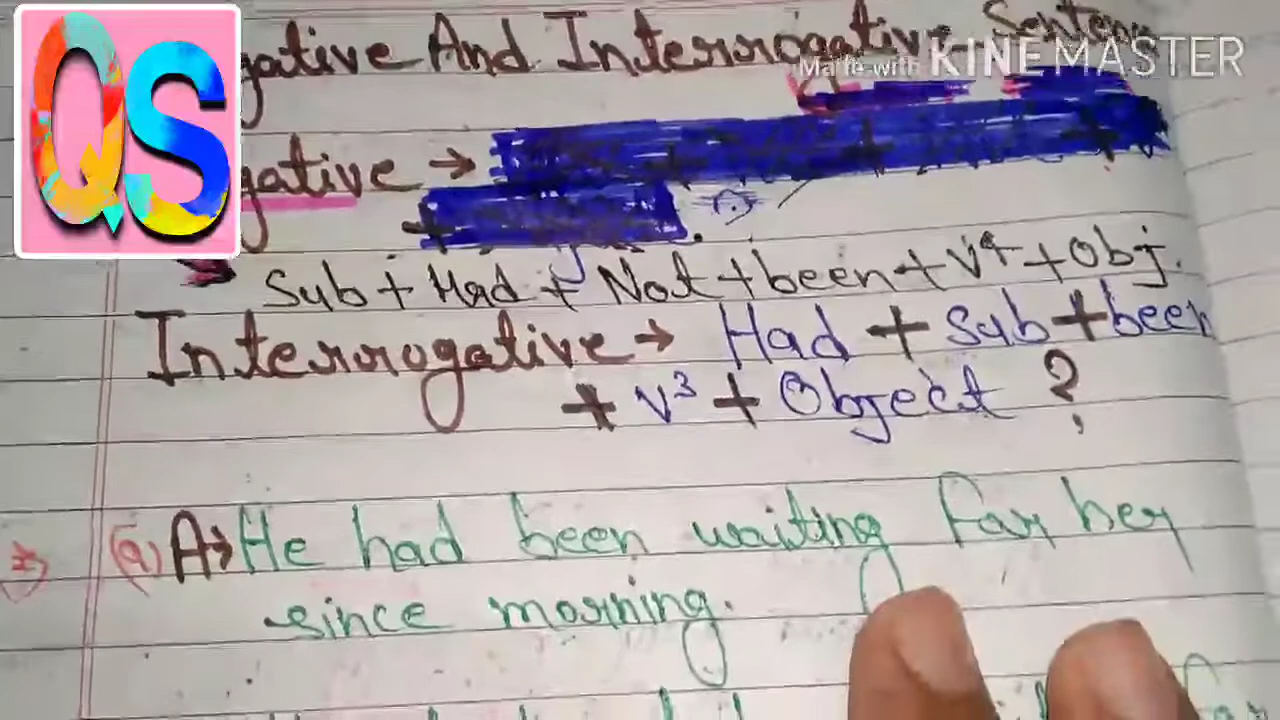 QS
gative And Interrogative Sentenc
Made with KINEMASTER
gative →
Sub + Had + Not + been + V⁴ + Obj.
Interrogative → Had + Sub + been
+ V³ + Object ?
(a) A→ He had been waiting for her
since morning.